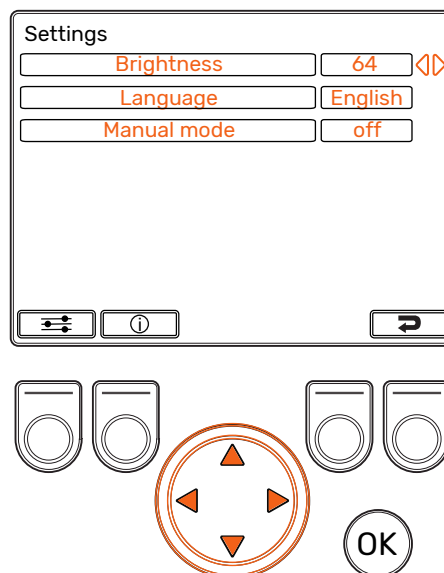 Settings
Brightness 64
Language English
Manual mode off
OK